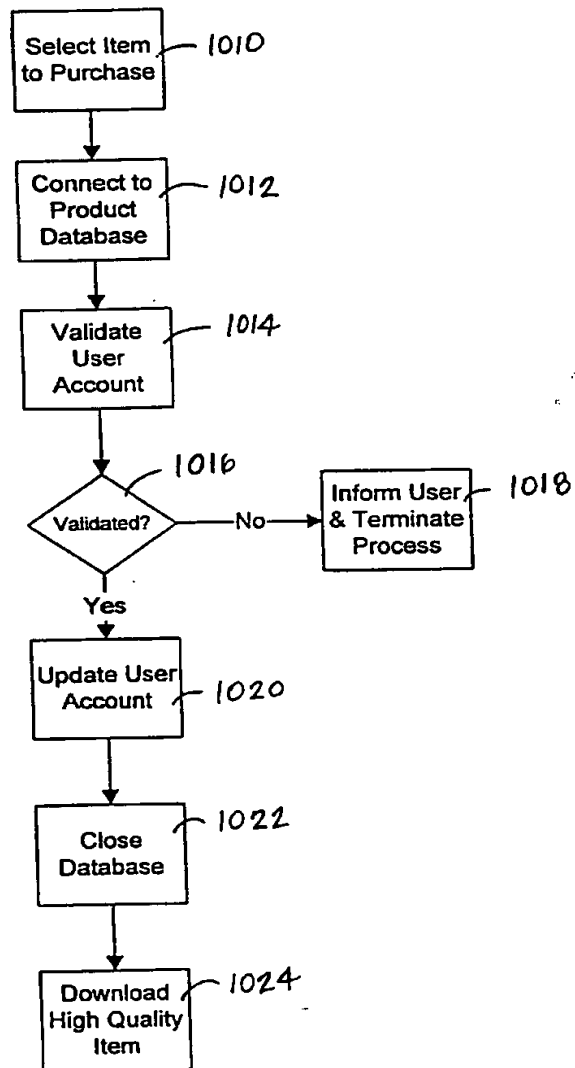 Select Item
to Purchase
1010
Connect to
Product
Database
1012
Validate
User
Account
1014
Validated?
1016
No
Inform User
& Terminate
Process
1018
Yes
Update User
Account
1020
Close
Database
1022
Download
High Quality
Item
1024